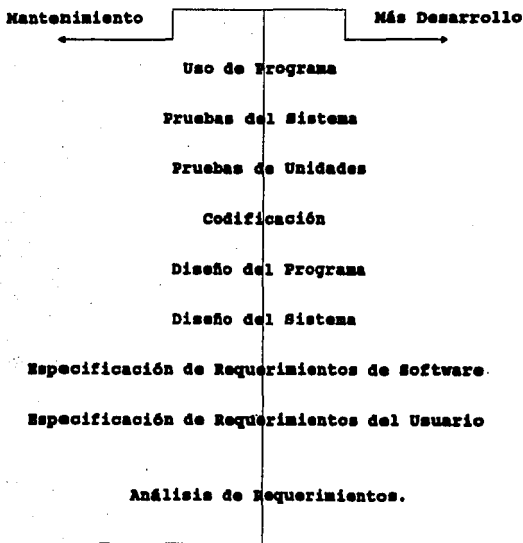 Mantenimiento Más Desarrollo
Uso de Programa
Pruebas del Sistema
Pruebas de Unidades
Codificación
Diseño del Programa
Diseño del Sistema
Especificación de Requerimientos de Software
Especificación de Requerimientos del Usuario
Análisis de Requerimientos.